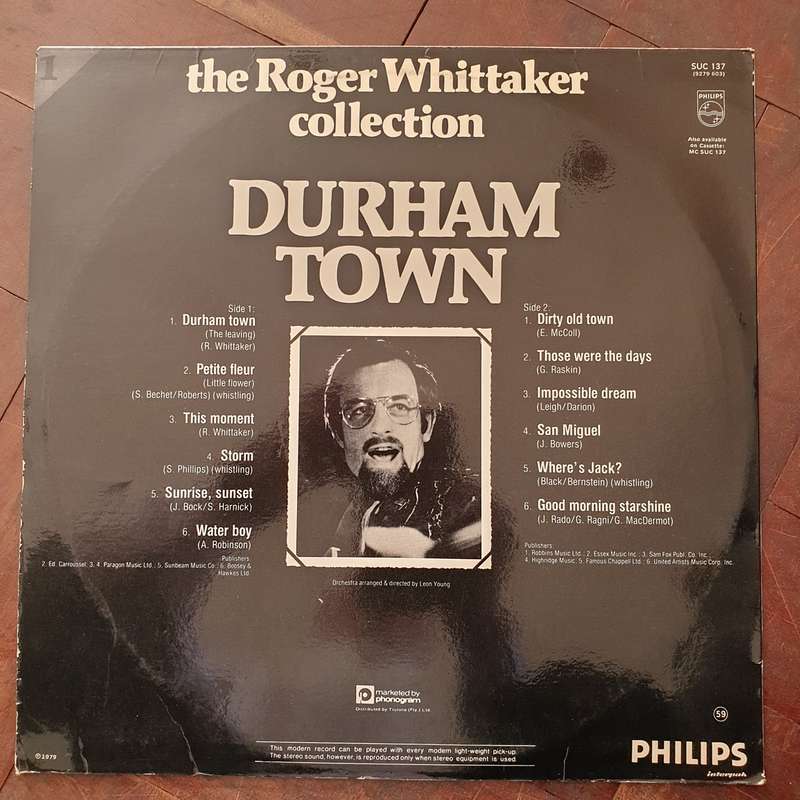 1
the Roger Whittaker
collection
SUC 137
(9279 603)
PHILIPS
Also available
on Cassette:
MC SUC 137
DURHAM
TOWN
Side 1:
1. Durham town
(The leaving)
(R. Whittaker)
2. Petite fleur
(Little flower)
(S. Bechet/Roberts) (whistling)
3. This moment
(R. Whittaker)
4. Storm
(S. Phillips) (whistling)
5. Sunrise, sunset
(J. Bock/S. Harnick)
6. Water boy
(A. Robinson)
Publishers:
2. Ed. Carroussel; 3. 4. Paragon Music Ltd.; 5. Sunbeam Music Co.; 6. Boosey &
Hawkes Ltd.
Side 2:
1. Dirty old town
(E. McColl)
2. Those were the days
(G. Raskin)
3. Impossible dream
(Leigh/Darion)
4. San Miguel
(J. Bowers)
5. Where's Jack?
(Black/Bernstein) (whistling)
6. Good morning starshine
(J. Rado/G. Ragni/G. MacDermot)
Publishers:
1. Robbins Music Ltd.; 2. Essex Music Inc.; 3. Sam Fox Publ. Co. Inc.;
4. Highridge Music; 5. Famous Chappell Ltd.; 6. United Artists Music Corp. Inc.
Orchestra arranged & directed by Leon Young
marketed by
phonogram
Distributed by Trutone (Pty.) Ltd.
59
℗1979
This modern record can be played with every modern light-weight pick-up.
The stereo sound, however, is reproduced only when stereo equipment is used.
PHILIPS
interpak